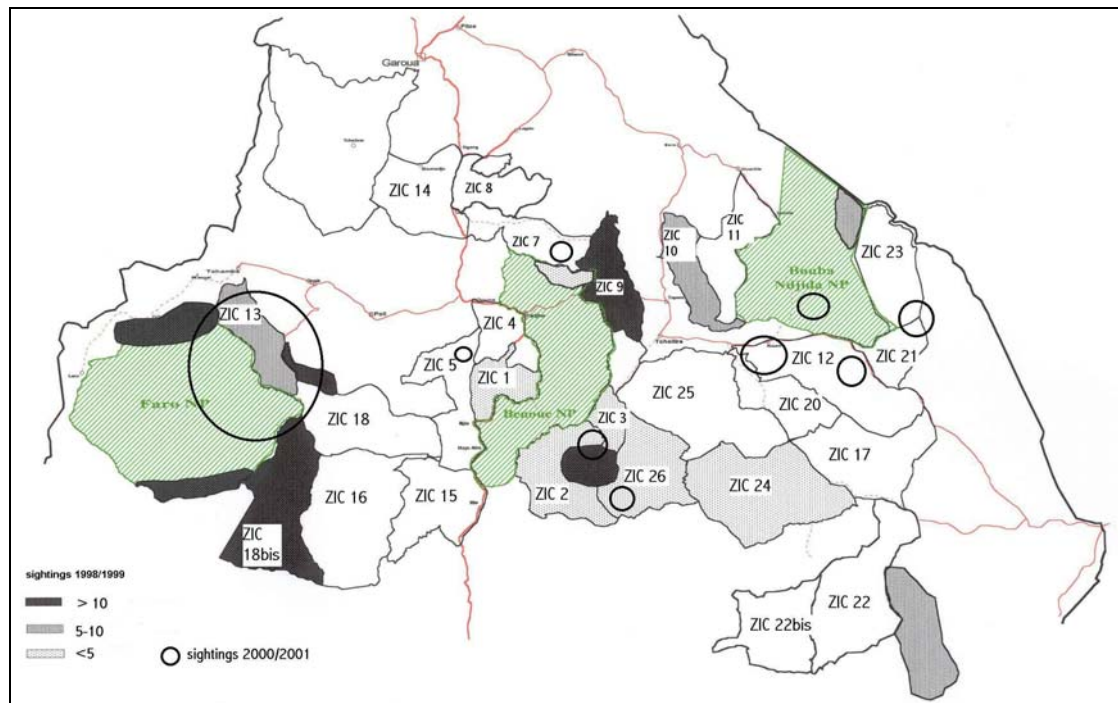 Pitoa
Garoua
ZIC 14
ZIC 8
ZIC 7
ZIC
10
ZIC
11
ZIC 23
ZIC 9
Bouba
Ndjida NP
ZIC 13
Poli
ZIC 4
Tcholliré
ZIC 5
ZIC 1
ZIC 12
ZIC 21
Faro NP
Benoue NP
ZIC 25
ZIC 20
ZIC 18
ZIC 3
ZIC 17
ZIC 16
ZIC 15
ZIC 2
ZIC 26
ZIC 24
ZIC
18bis
ZIC 22
ZIC 22bis
sightings 1998/1999
> 10
5-10
<5
sightings 2000/2001